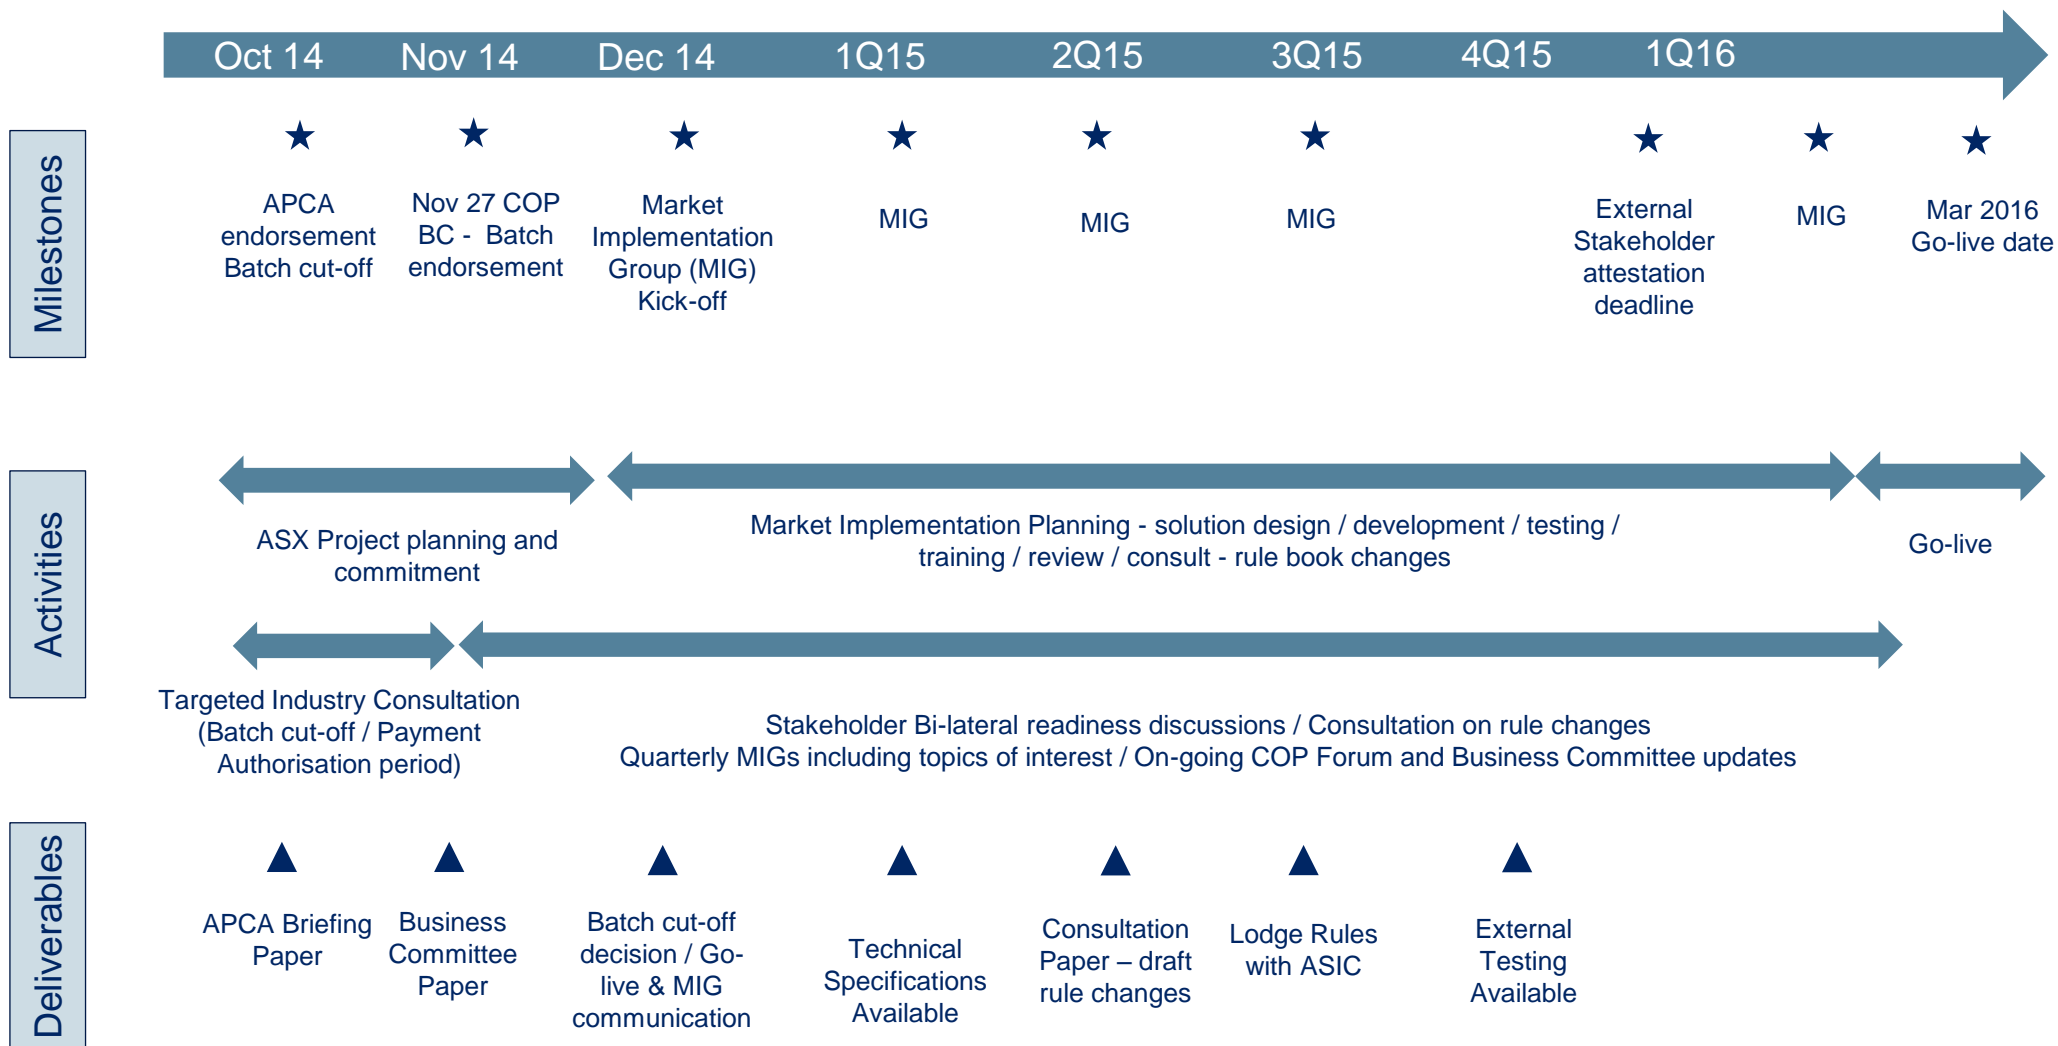 Oct 14
Nov 14
Dec 14
1Q15
2Q15
3Q15
4Q15
1Q16
Milestones
APCA
endorsement
Batch cut-off
Nov 27 COP
BC -  Batch
endorsement
Market
Implementation
Group (MIG)
Kick-off
MIG
MIG
MIG
External
Stakeholder
attestation
deadline
MIG
Mar 2016
Go-live date
Activities
ASX Project planning and
commitment
Market Implementation Planning - solution design / development / testing /
training / review / consult - rule book changes
Go-live
Targeted Industry Consultation
(Batch cut-off / Payment
Authorisation period)
Stakeholder Bi-lateral readiness discussions / Consultation on rule changes
Quarterly MIGs including topics of interest / On-going COP Forum and Business Committee updates
Deliverables
APCA Briefing
Paper
Business
Committee
Paper
Batch cut-off
decision / Go-
live & MIG
communication
Technical
Specifications
Available
Consultation
Paper – draft
rule changes
Lodge Rules
with ASIC
External
Testing
Available